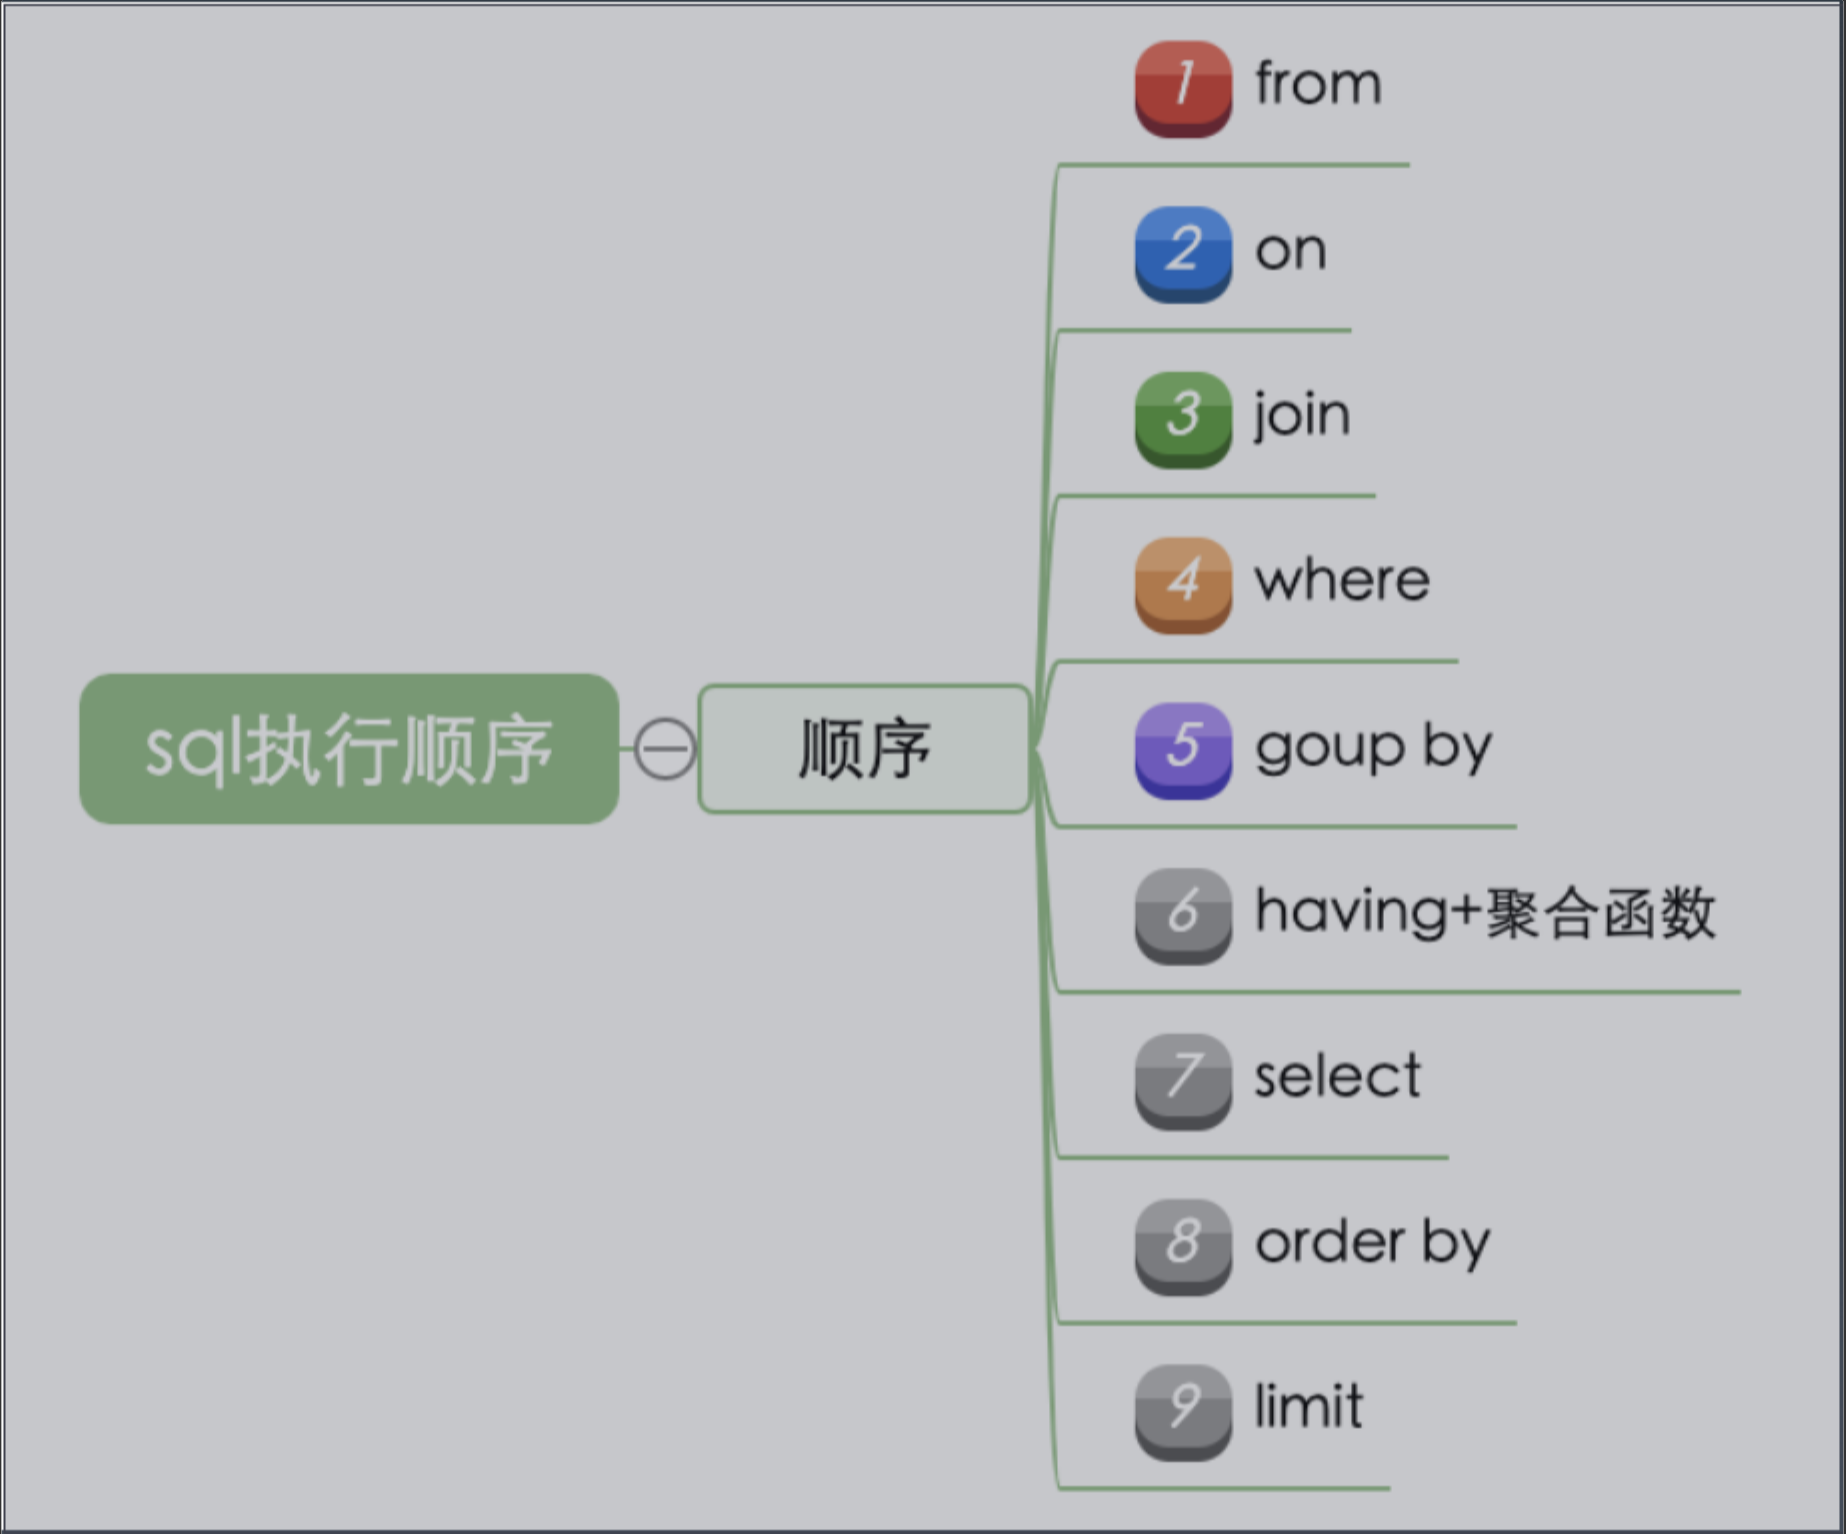 sql执行顺序
顺序
1 from
2 on
3 join
4 where
5 goup by
6 having+聚合函数
7 select
8 order by
9 limit